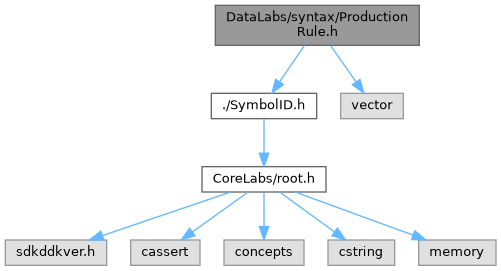 DataLabs/syntax/Production
Rule.h
./SymbolID.h
vector
CoreLabs/root.h
sdkddkver.h
cassert
concepts
cstring
memory